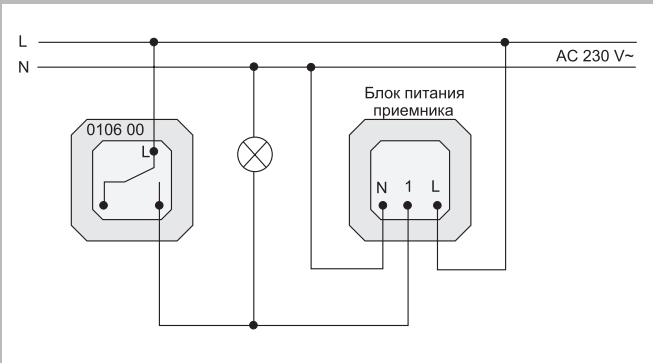 L
N
AC 230 V~
Блок питания
приемника
0106 00
L
N 1 L